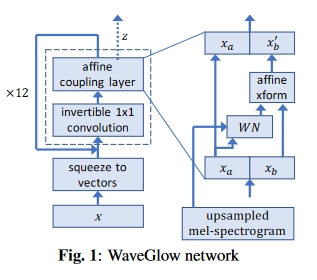 z
affine
coupling layer
×12
invertible 1x1
convolution
squeeze to
vectors
x
x_a
x_b'
affine
xform
WN
x_a
x_b
upsampled
mel-spectrogram
Fig. 1: WaveGlow network